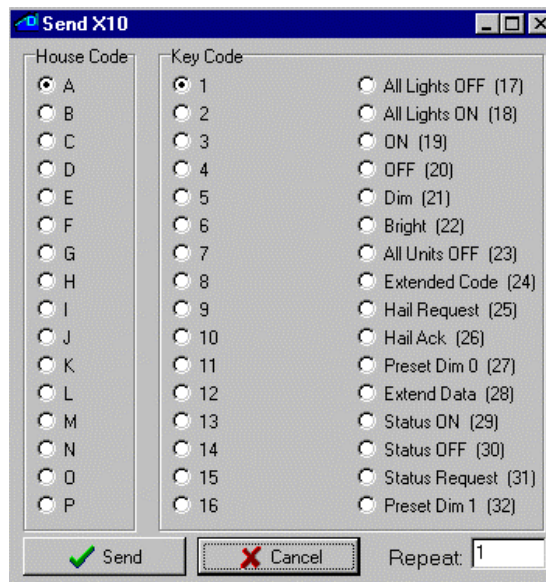 Send X10
House Code Key Code
A 1 All Lights OFF (17)
B 2 All Lights ON (18)
C 3 ON (19)
D 4 OFF (20)
E 5 Dim (21)
F 6 Bright (22)
G 7 All Units OFF (23)
H 8 Extended Code (24)
I 9 Hail Request (25)
J 10 Hail Ack (26)
K 11 Preset Dim 0 (27)
L 12 Extend Data (28)
M 13 Status ON (29)
N 14 Status OFF (30)
O 15 Status Request (31)
P 16 Preset Dim 1 (32)
Send Cancel Repeat: 1